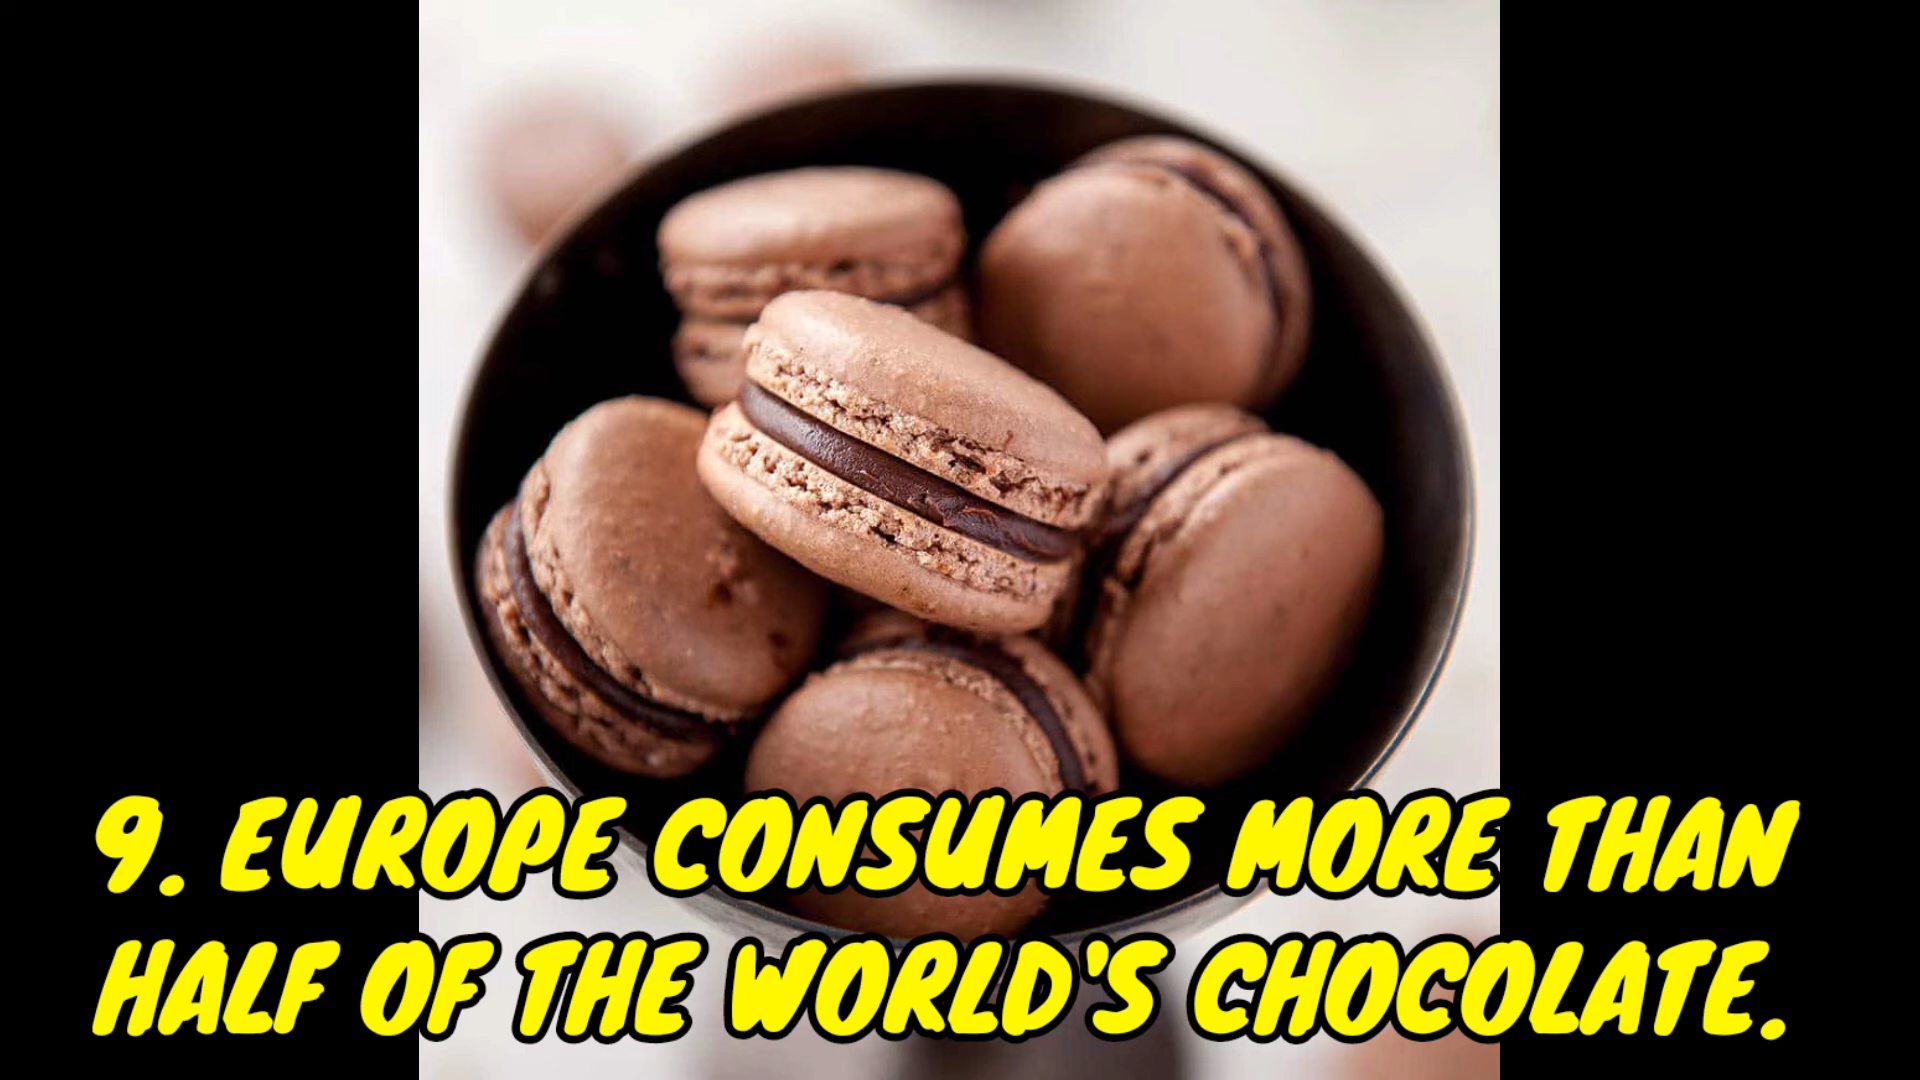 9. EUROPE CONSUMES MORE THAN
HALF OF THE WORLD'S CHOCOLATE.